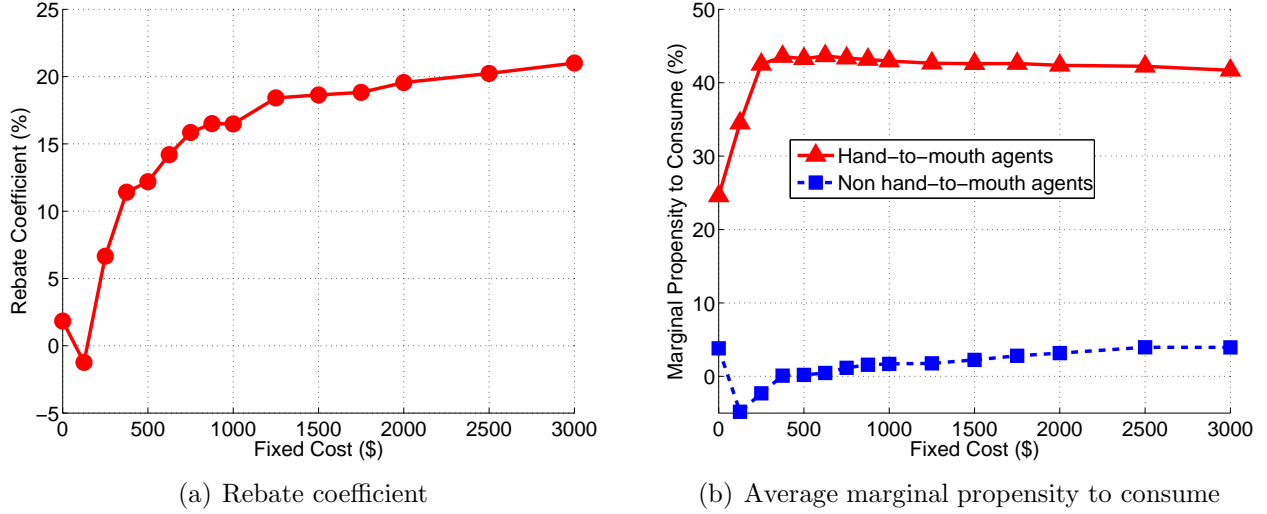 25
20
15
10
5
0
−5
0 500 1000 1500 2000 2500 3000
Rebate Coefficient (%)
Fixed Cost ($)
(a) Rebate coefficient
50
40
30
20
50
10
0
0 500 1000 1500 2000 2500 3000
Marginal Propensity to Consume (%)
Fixed Cost ($)
Hand−to−mouth agents
Non hand−to−mouth agents
(b) Average marginal propensity to consume